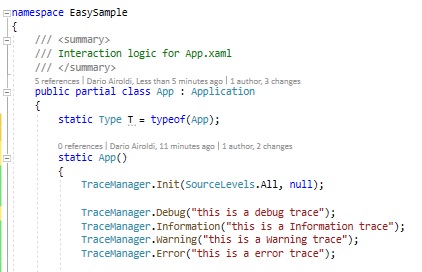 namespace EasySample
{
/// <summary>
/// Interaction logic for App.xaml
/// </summary>
5 references | Dario Airoldi, Less than 5 minutes ago | 1 author, 3 changes
public partial class App : Application
{
static Type T = typeof(App);
0 references | Dario Airoldi, 11 minutes ago | 1 author, 2 changes
static App()
{
TraceManager.Init(SourceLevels.All, null);
TraceManager.Debug("this is a debug trace");
TraceManager.Information("this is a Information trace");
TraceManager.Warning("this is a Warning trace");
TraceManager.Error("this is a error trace");